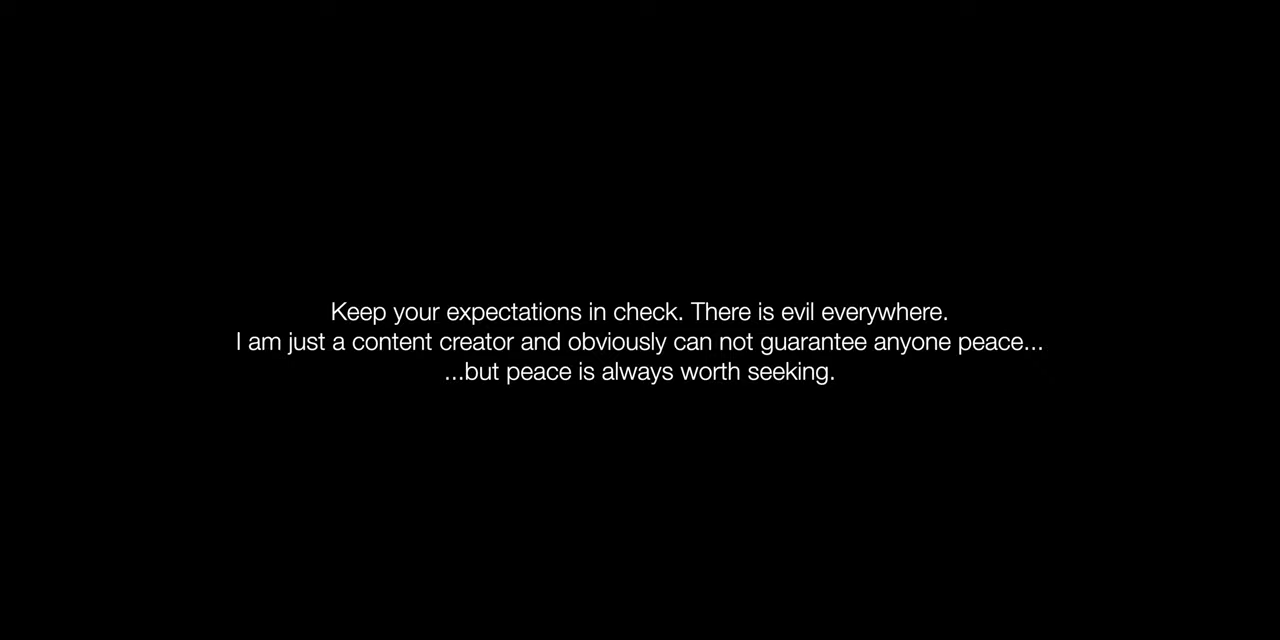 Keep your expectations in check. There is evil everywhere.
I am just a content creator and obviously can not guarantee anyone peace...
...but peace is always worth seeking.